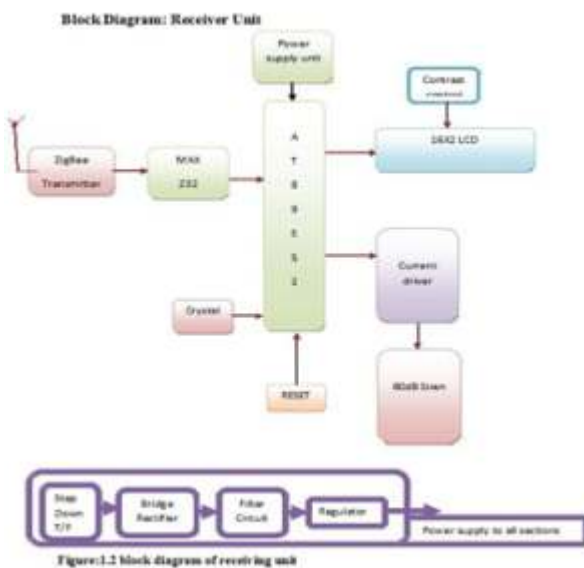 Block Diagram: Receiver Unit
Power
supply unit
Contrast
16X2 LCD
ZigBee
Transmitter
MAX
232
A
T
8
9
S
5
2
Current
driver
Crystal
RESET
80dB Siren
Step
Down
T/F
Bridge
Rectifier
Filter
Circuit
Regulator
Power supply to all sections
Figure:1.2 block diagram of receiving unit